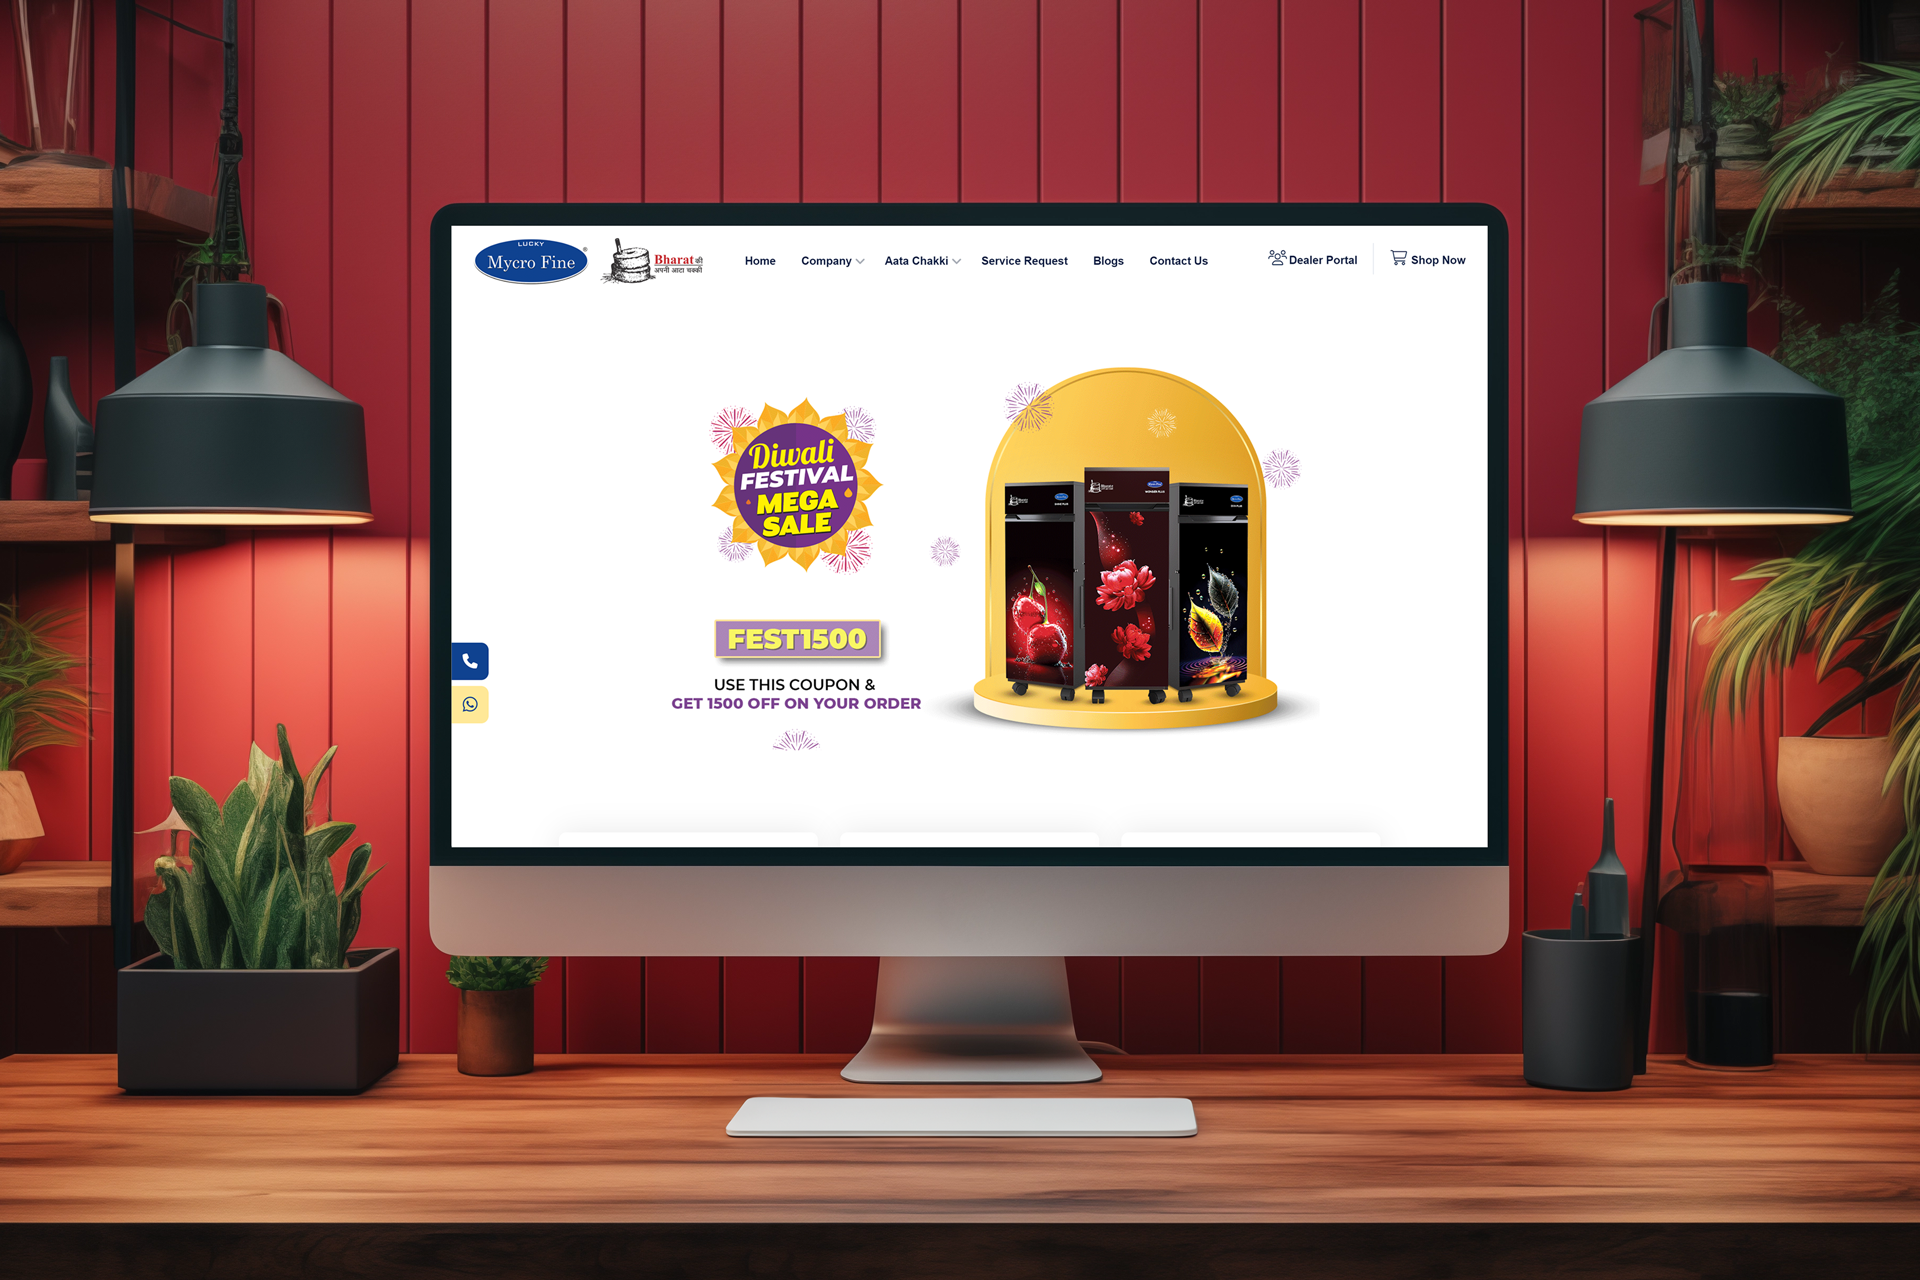 LUCKY
Mycro Fine
®
Bharat की
अपनी आटा चक्की
Home
Company
Aata Chakki
Service Request
Blogs
Contact Us
Dealer Portal
Shop Now
Diwali
FESTIVAL
MEGA
SALE
FEST1500
USE THIS COUPON &
GET 1500 OFF ON YOUR ORDER